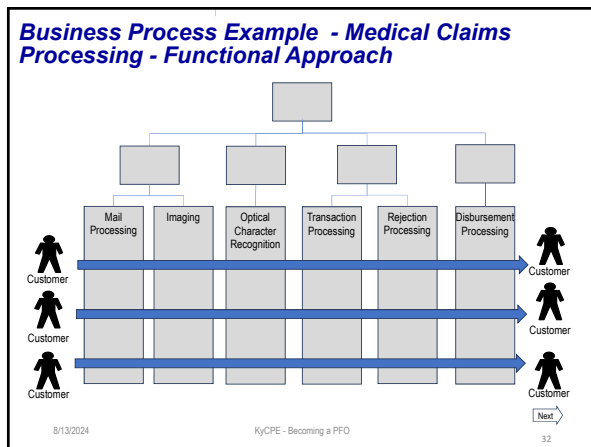 Business Process Example - Medical Claims
Processing - Functional Approach
Mail
Processing
Imaging
Optical
Character
Recognition
Transaction
Processing
Rejection
Processing
Disbursement
Processing
Customer
Customer
Customer
Customer
Customer
Customer
Next
8/13/2024
KyCPE - Becoming a PFO
32